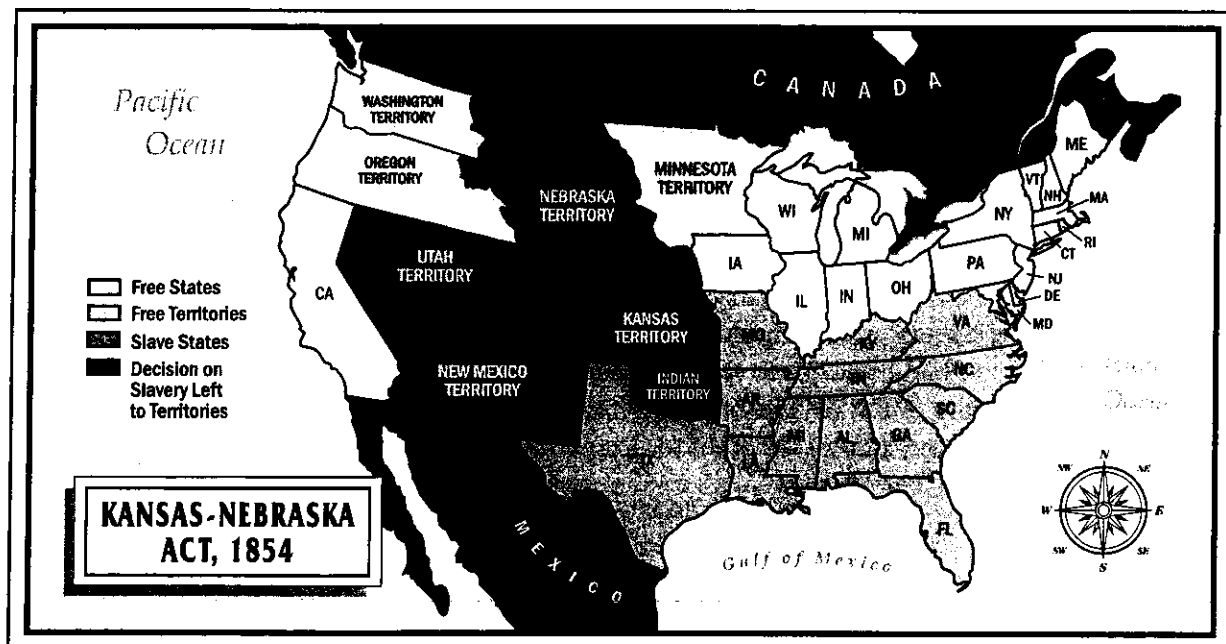 Pacific
Ocean
CANADA
WASHINGTON
TERRITORY
OREGON
TERRITORY
NEBRASKA
TERRITORY
MINNESOTA
TERRITORY
ME
VT
NH
MA
WI
MI
NY
RI
CT
UTAH
TERRITORY
IA
PA
NJ
CA
IL
IN
OH
DE
MD
Free States
Free Territories
Slave States
Decision on
Slavery Left
to Territories
KANSAS
TERRITORY
VA
KY
NEW MEXICO
TERRITORY
INDIAN
TERRITORY
NC
SC
AL
GA
LA
FL
KANSAS-NEBRASKA
ACT, 1854
MEXICO
Gulf of Mexico
N
NW
NE
W
E
SW
SE
S